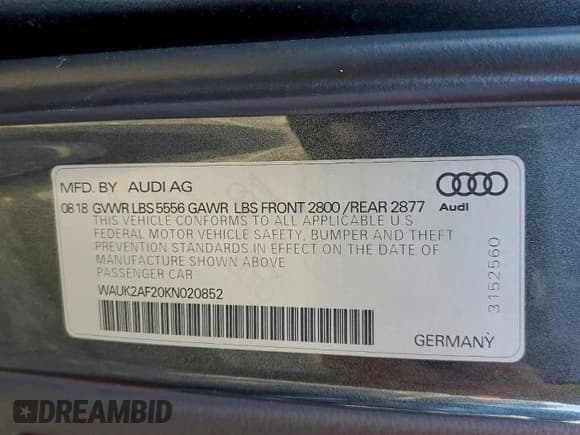 MFD. BY AUDI AG
08 18 GVWR LBS 5556 GAWR LBS FRONT 2800 /REAR 2877
Audi
THIS VEHICLE CONFORMS TO ALL APPLICABLE U.S
FEDERAL MOTOR VEHICLE SAFETY, BUMPER AND THEFT
PREVENTION STANDARDS IN EFFECT ON THE DATE OF
MANUFACTURE SHOWN ABOVE
PASSENGER CAR
WAUK2AF20KN020852
3152560
GERMANY
DREAMBID